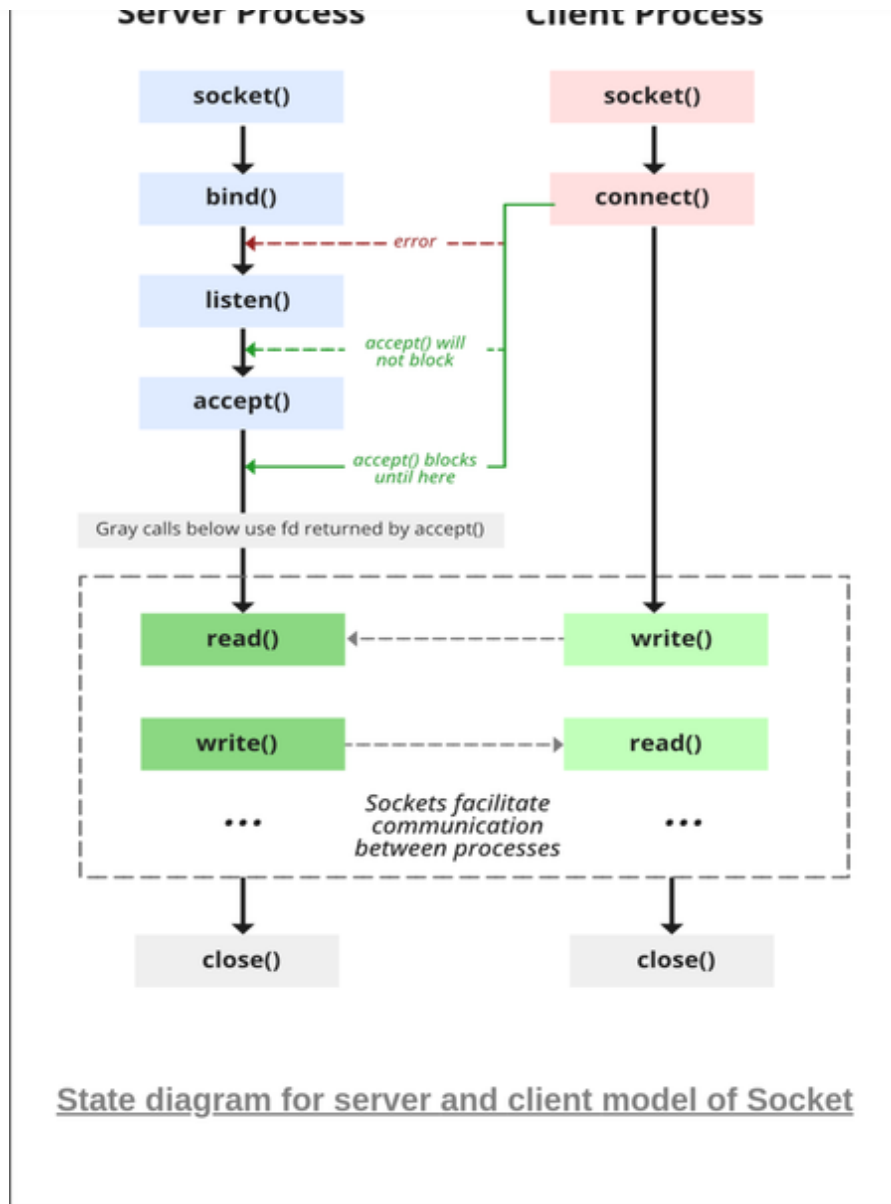 Server Process
Client Process
socket()
socket()
bind()
connect()
error
listen()
accept() will
not block
accept()
accept() blocks
until here
Gray calls below use fd returned by accept()
read()
write()
write()
read()
...
Sockets facilitate
communication
between processes
...
close()
close()
State diagram for server and client model of Socket